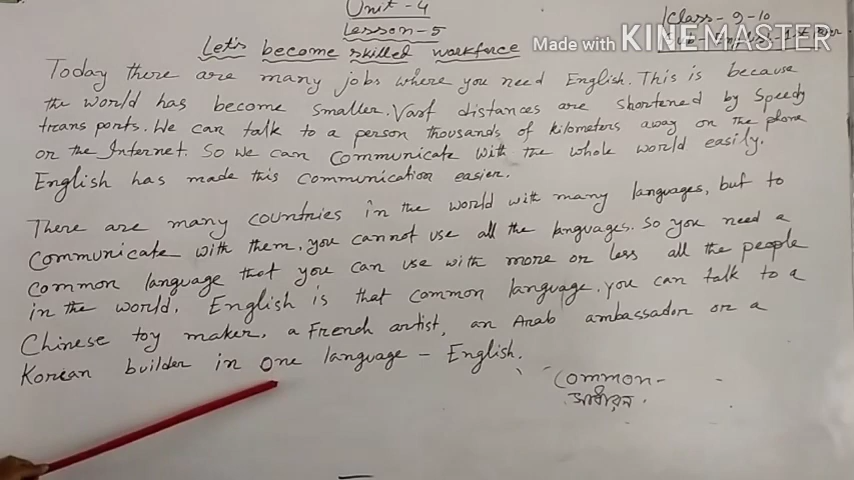 Unit - 4
Lesson - 5
Class - 9-10
Made with KINEMASTER
Let's become skilled workforce
Today there are many jobs where you need English. This is because
the world has become smaller. Vast distances are shortened by Speedy
trans ports. We can talk to a person thousands of kilometers away on the phone
or the Internet. So We can Communicate with the whole world easily.
English has made this communication easier.
There are many countries in the world with many languages, but to
Communicate with them, you cannot use all the languages. So you need a
common language that you can use with more or less all the people
in the world. English is that common language. you can talk to a
Chinese toy maker, a French artist, an Arab ambassador or a
Korean builder in one language - English.
Common -
সাধারন.